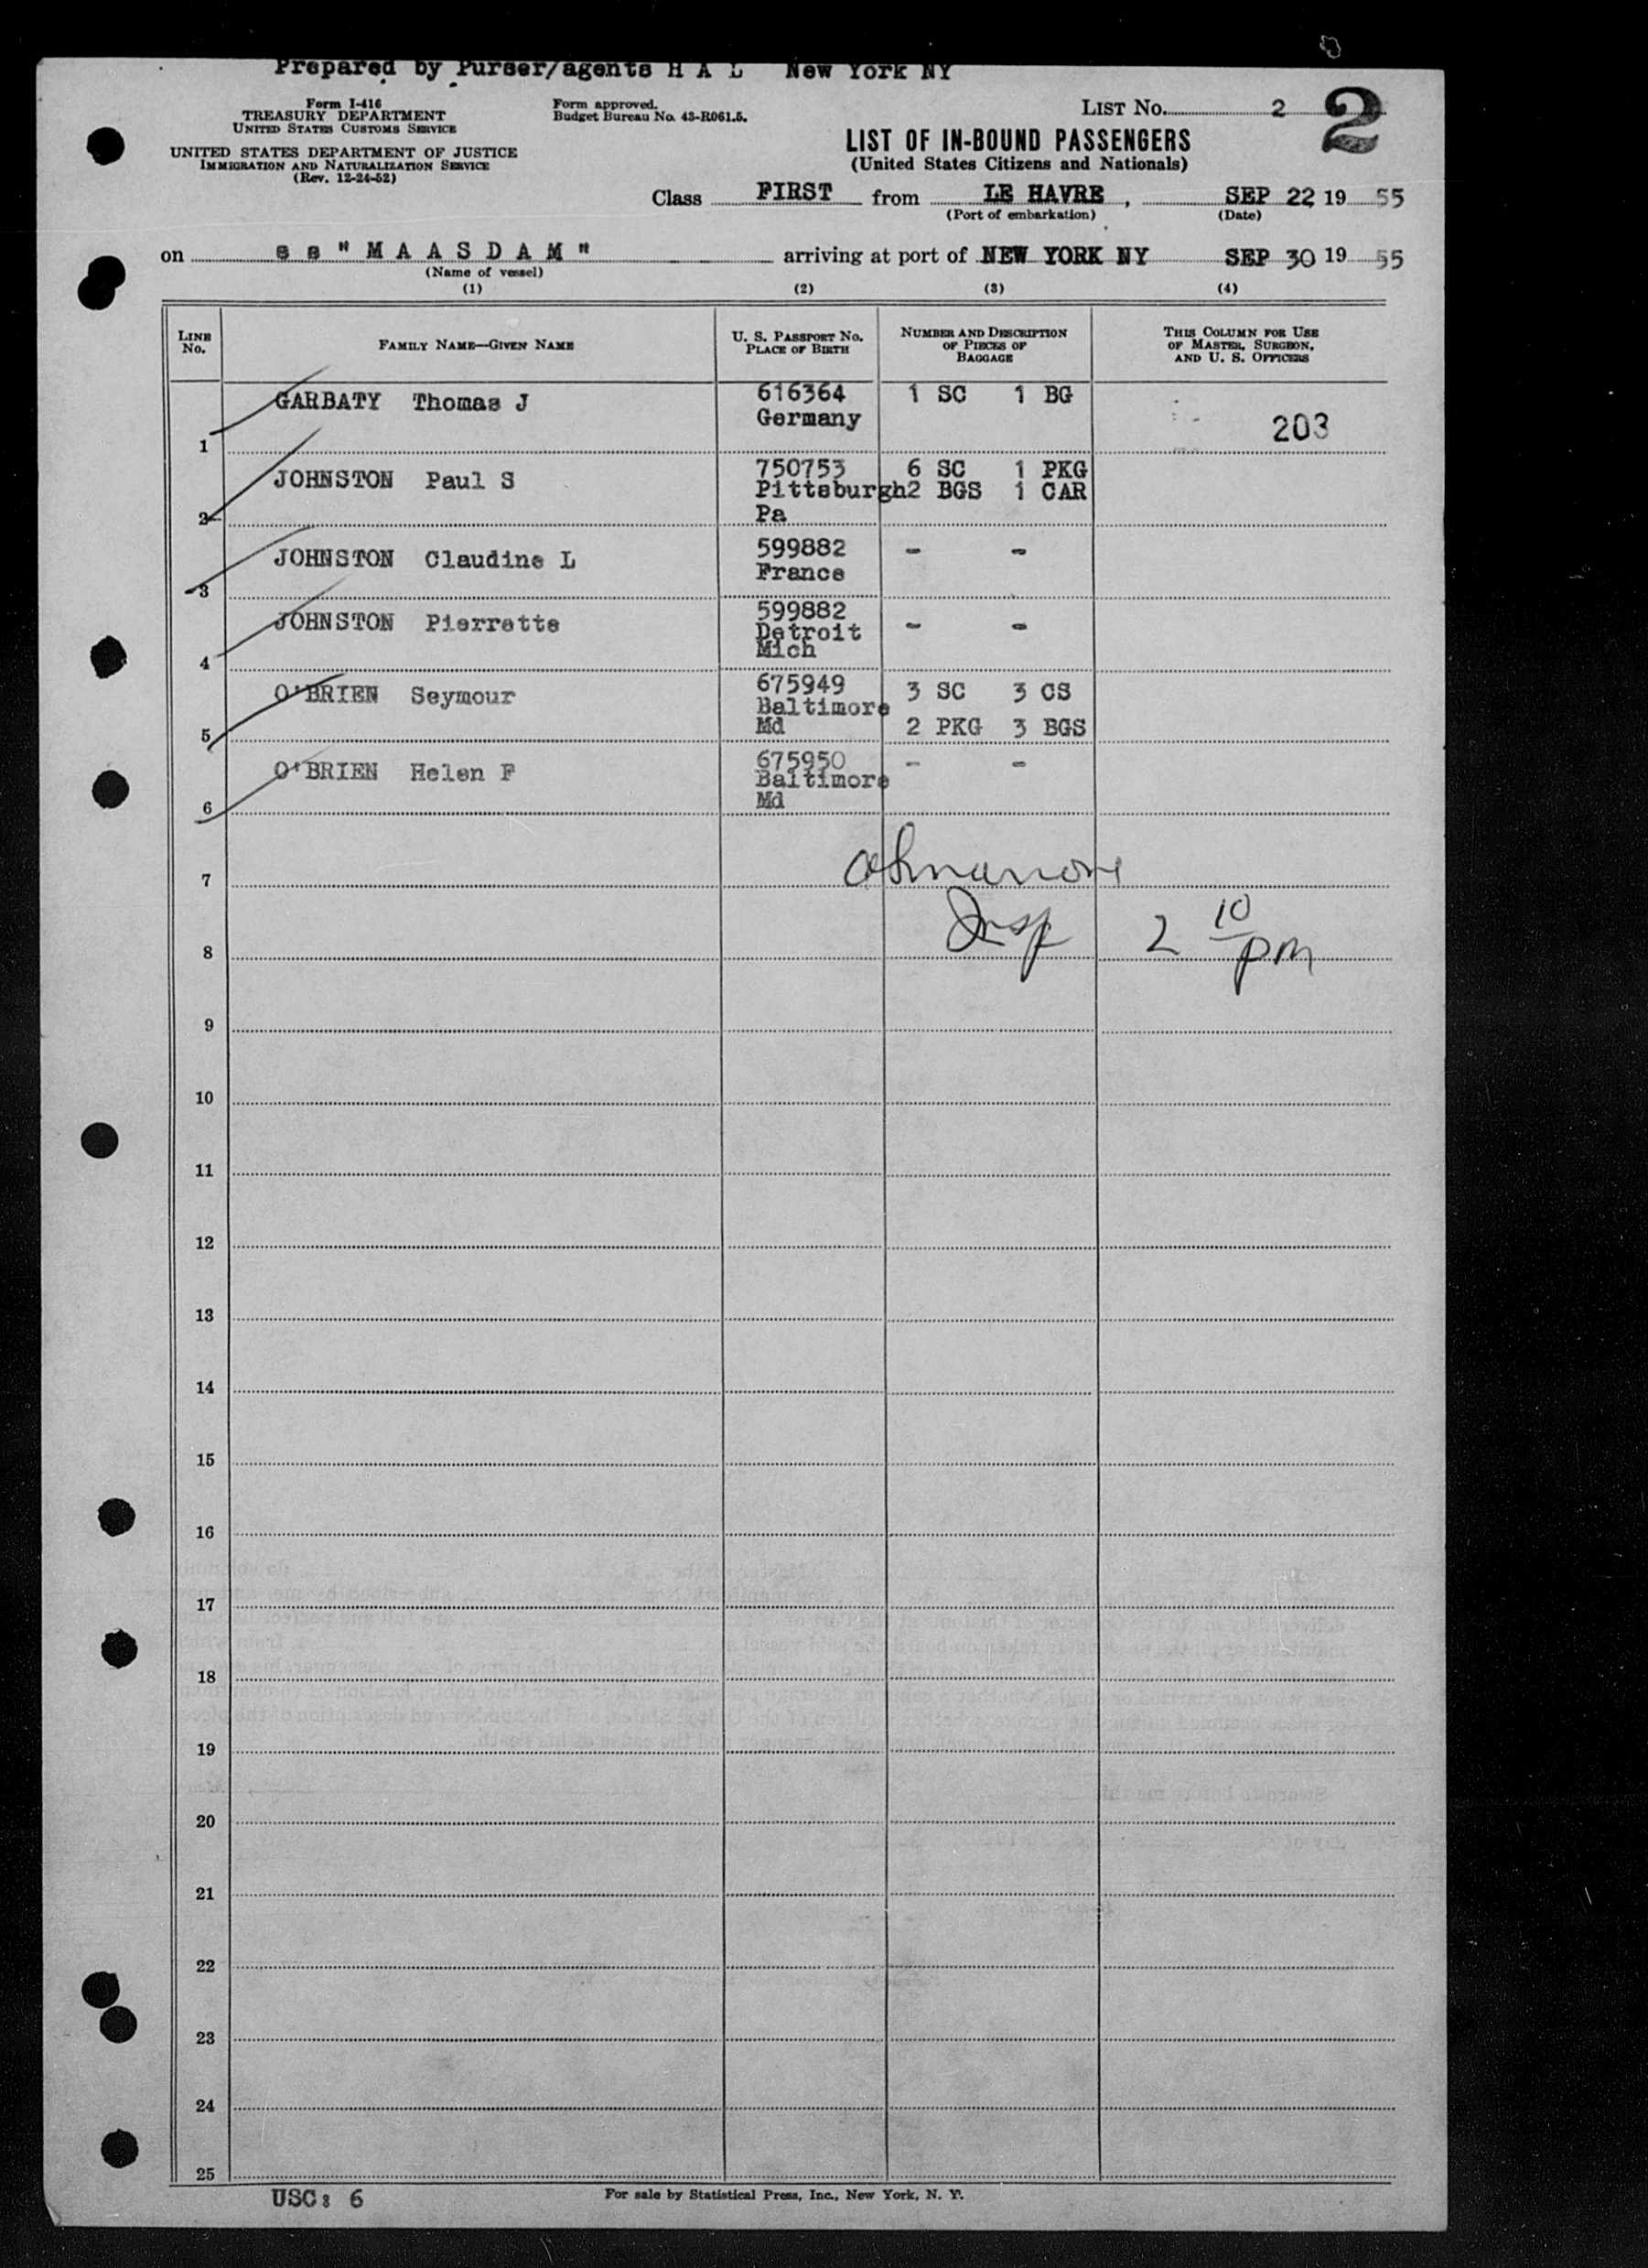 Prepared by Purser/agents H A L New York NY
Form I-416
TREASURY DEPARTMENT
UNITED STATES CUSTOMS SERVICE
UNITED STATES DEPARTMENT OF JUSTICE
IMMIGRATION AND NATURALIZATION SERVICE
(Rev. 12-24-52)
Form approved.
Budget Bureau No. 43-R061.5.
LIST NO. 2
2
LIST OF IN-BOUND PASSENGERS
(United States Citizens and Nationals)
Class FIRST from LE HAVRE, SEP 22 19 55
(Port of embarkation) (Date)
on s s "M A A S D A M" arriving at port of NEW YORK NY SEP 30 19 55
(Name of vessel)
(1) (2) (3) (4)
LINE NO. FAMILY NAME—GIVEN NAME U. S. PASSPORT NO. PLACE OF BIRTH NUMBER AND DESCRIPTION OF PIECES OF BAGGAGE THIS COLUMN FOR USE OF MASTER, SURGEON, AND U. S. OFFICERS
1 GARBATY Thomas J 616364 Germany 1 SC 1 BG 203
2 JOHNSTON Paul S 750753 Pittsburgh Pa 6 SC 1 PKG 2 BGS 1 CAR
3 JOHNSTON Claudine L 599882 France - -
4 JOHNSTON Pierrette 599882 Detroit Mich - -
5 O'BRIEN Seymour 675949 Baltimore Md 3 SC 3 CS 2 PKG 3 BGS
6 O'BRIEN Helen F 675950 Baltimore Md - -
7
8 Insp 2 10 pm
9
10
11
12
13
14
15
16
17
18
19
20
21
22
23
24
25
USC: 6
For sale by Statistical Press, Inc., New York, N. Y.